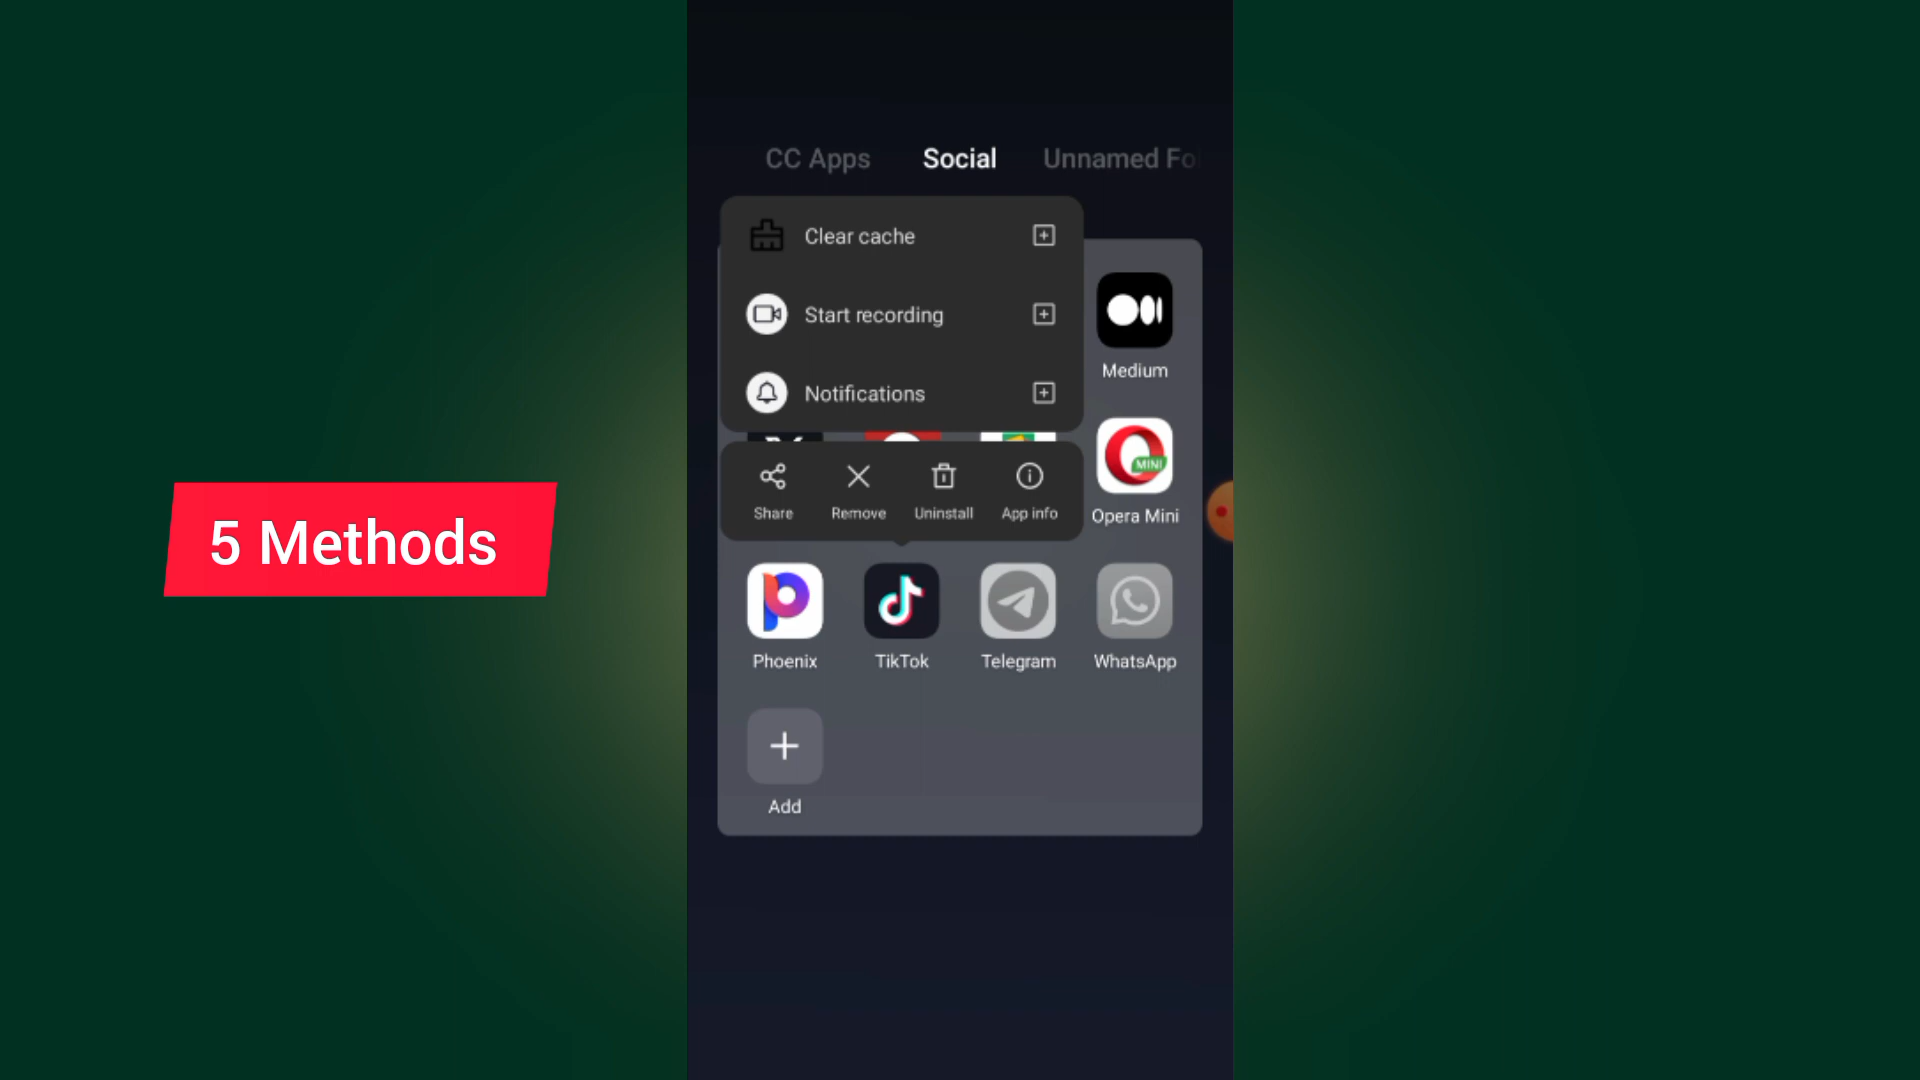 CC Apps Social Unnamed Fo
Clear cache
Start recording
Notifications
Medium
Share Remove Uninstall App info
MINI
Opera Mini
5 Methods
Phoenix TikTok Telegram WhatsApp
Add